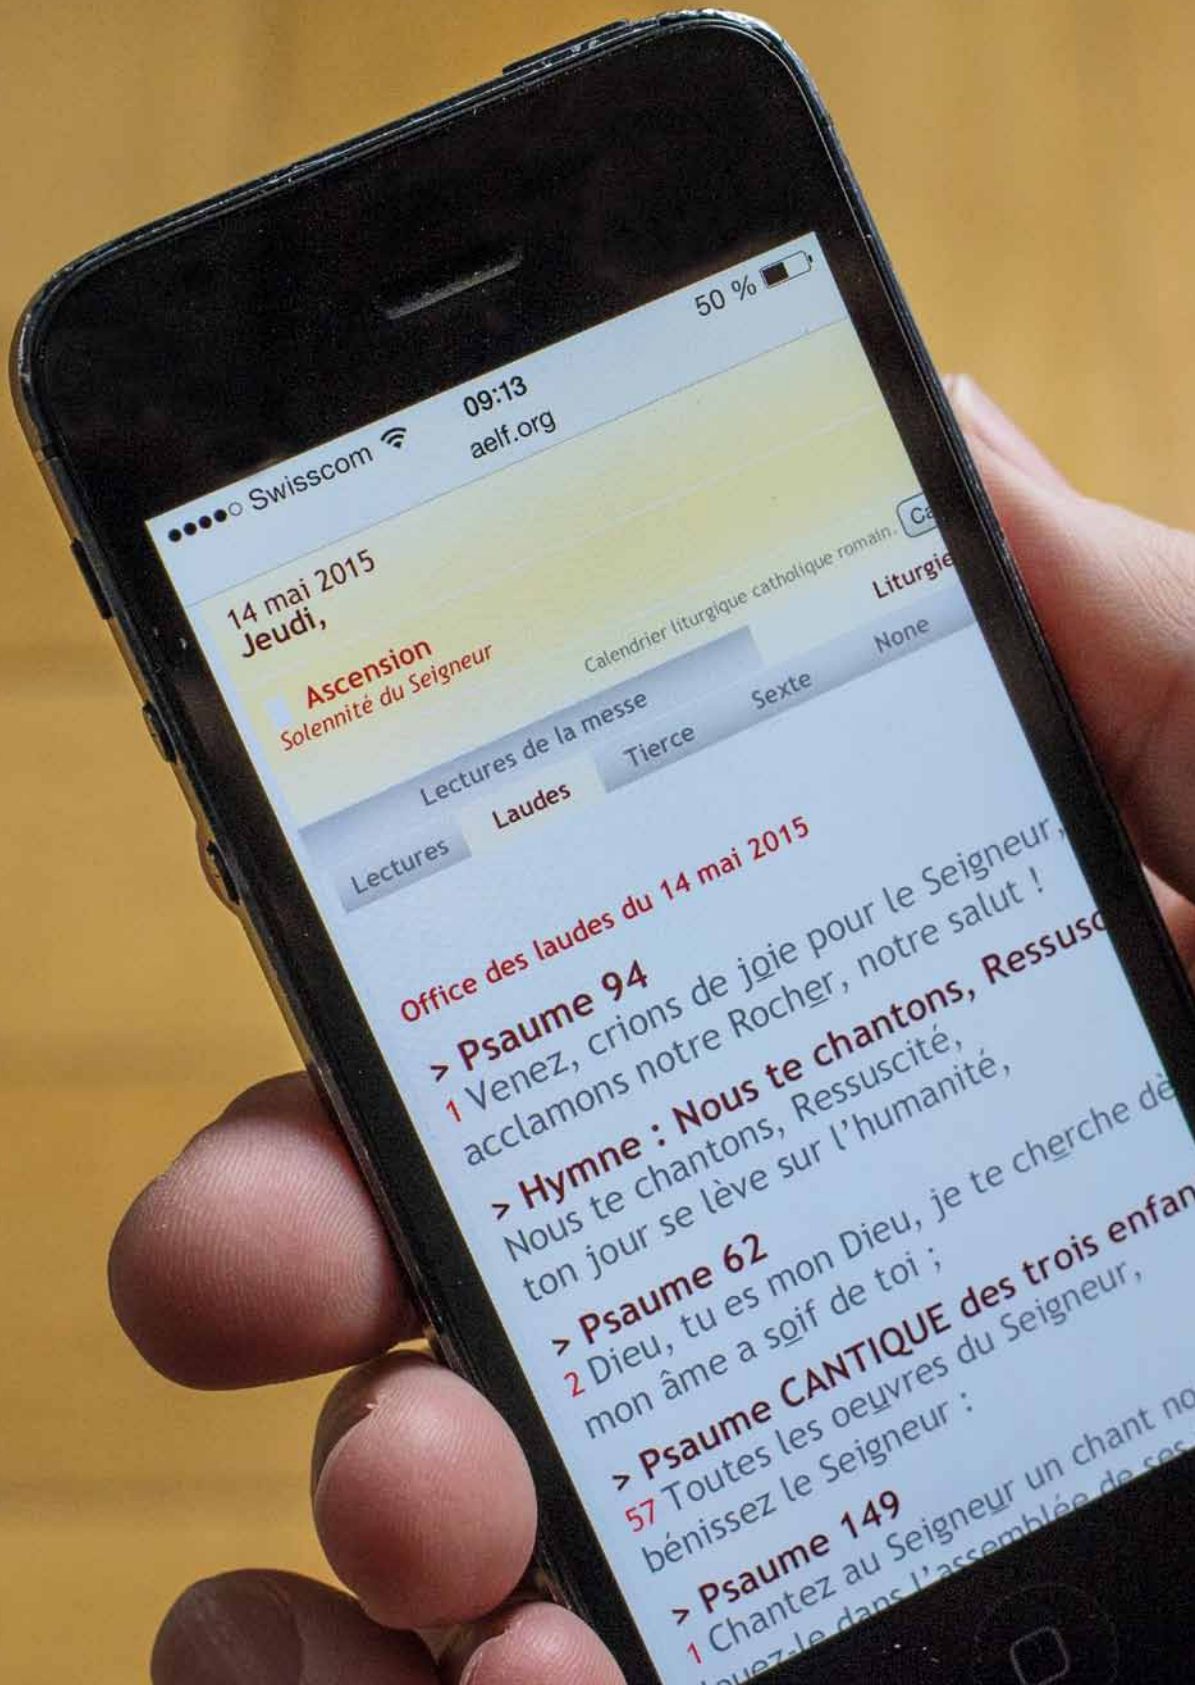 ●●●●○ Swisscom 09:13 50 %
aelf.org
14 mai 2015
Jeudi,
Ascension
Solennité du Seigneur
Calendrier liturgique catholique romain.
Lectures de la messe
Lectures Laudes Tierce Sexte None
Office des laudes du 14 mai 2015
> Psaume 94
1 Venez, crions de joie pour le Seigneur,
acclamons notre Rocher, notre salut !
> Hymne : Nous te chantons,
Nous te chantons, Ressuscité,
ton jour se lève sur l'humanité,
> Psaume 62
2 Dieu, tu es mon Dieu, je te cherche
mon âme a soif de toi ;
> Psaume CANTIQUE des trois
57 Toutes les oeuvres du Seigneur,
bénissez le Seigneur :
> Psaume 149
1 Chantez au Seigneur un chant
dans l'assemblée de